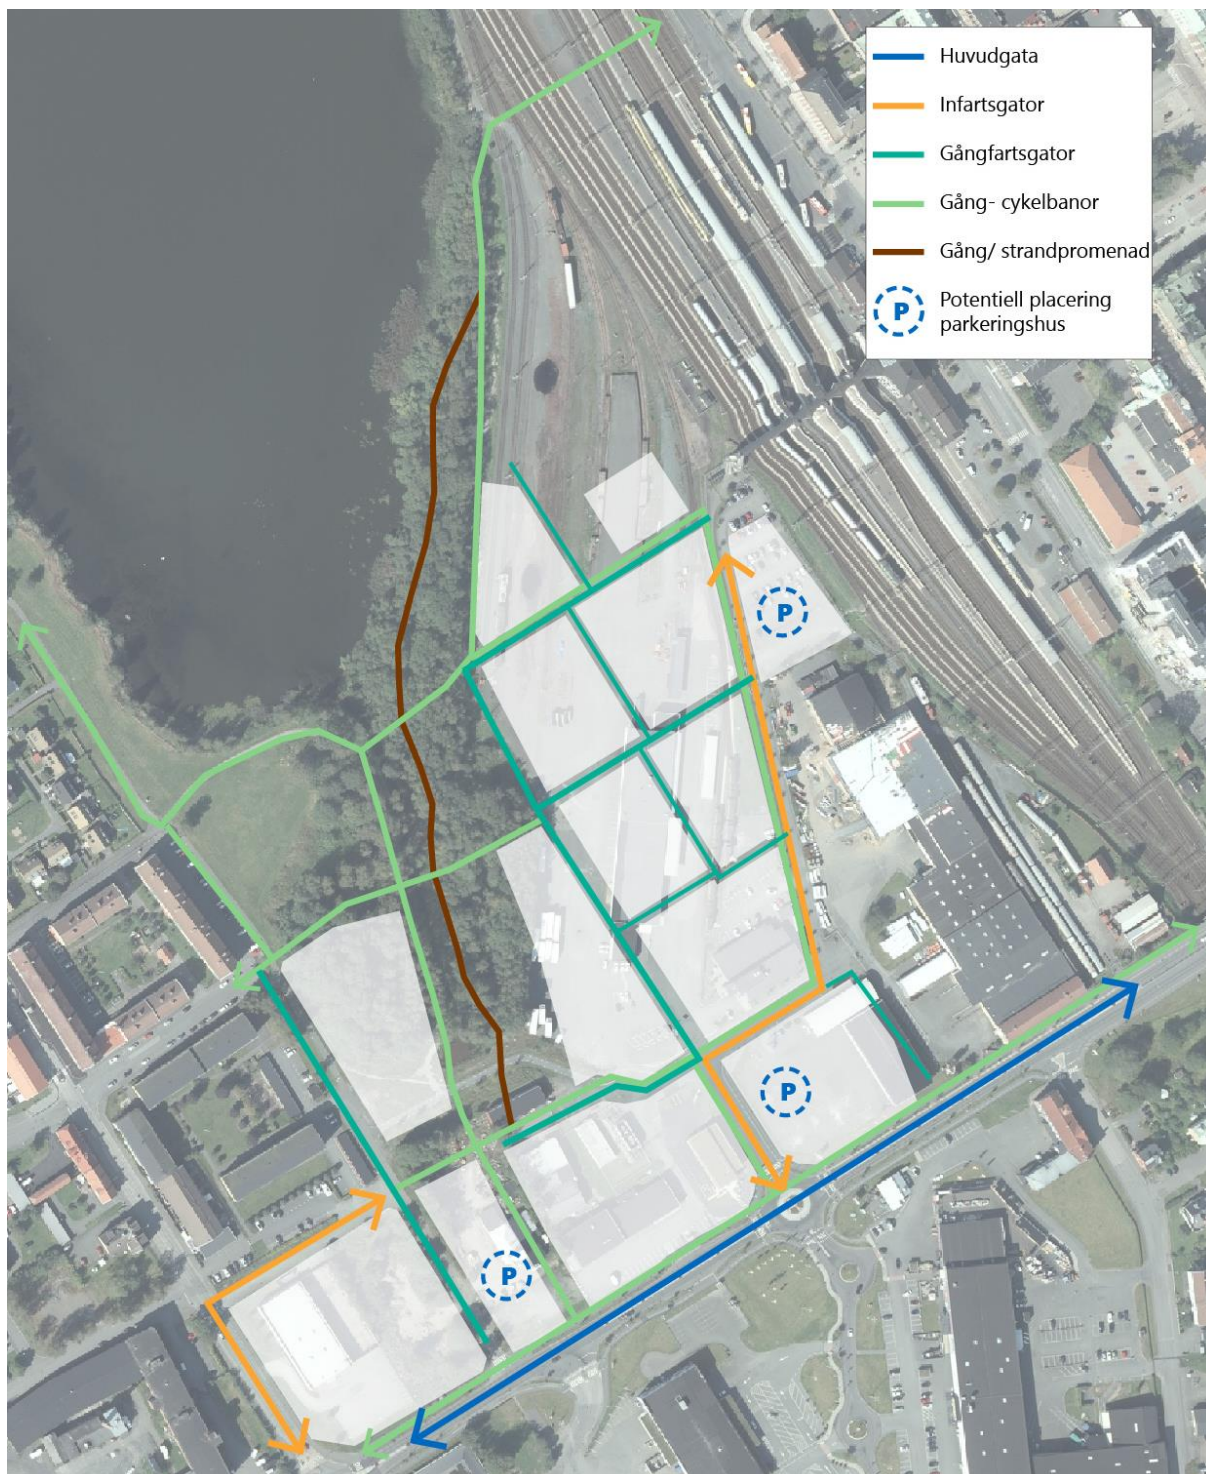 Huvudgata
Infartsgator
Gångfartsgator
Gång- cykelbanor
Gång/ strandpromenad
P
Potentiell placering
parkeringshus
P
P
P